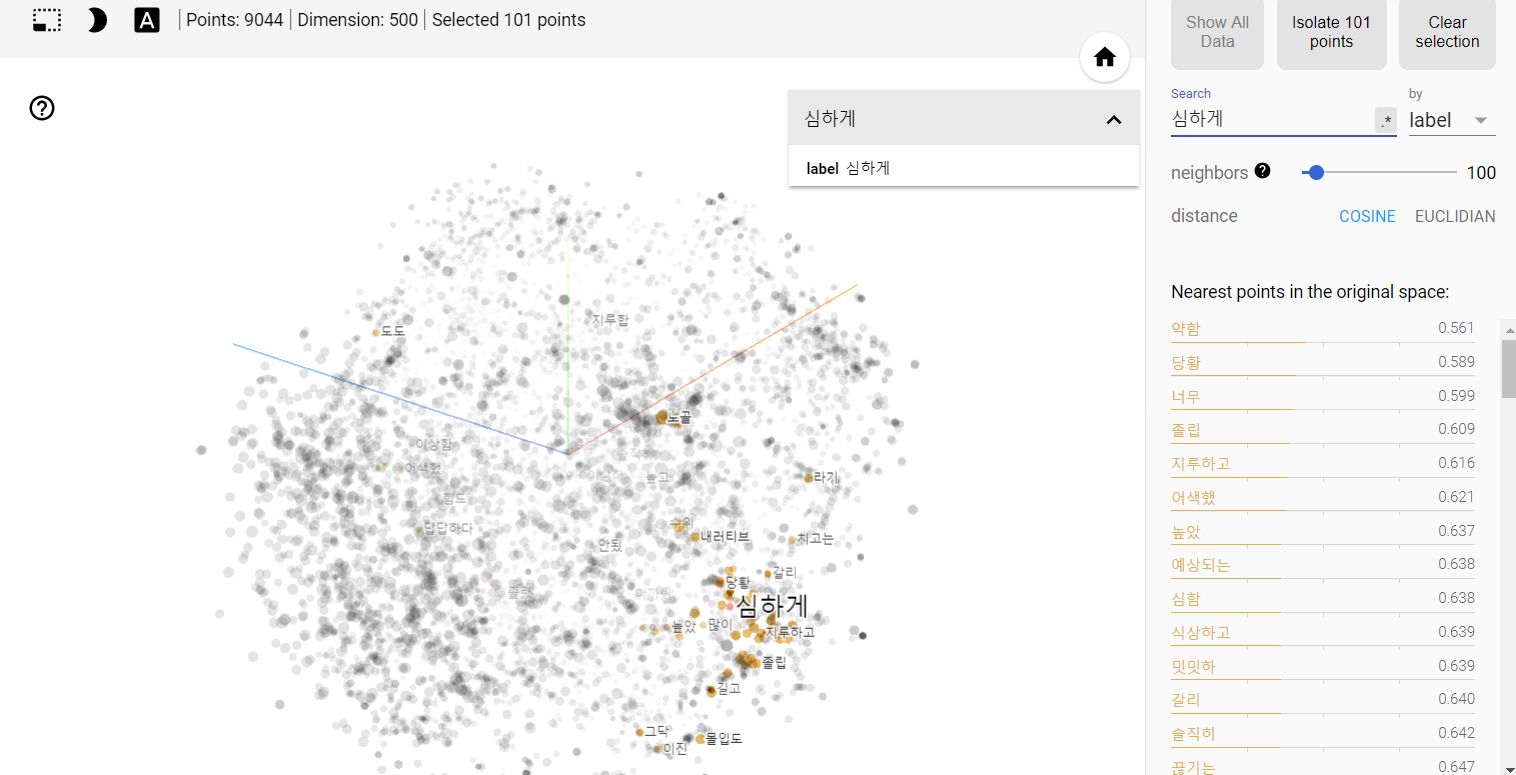 A
Points: 9044 | Dimension: 500 | Selected 101 points
Show All Data
Isolate 101 points
Clear selection
심하게
label 심하게
Search
심하게
.*
by
label
neighbors
100
distance
COSINE
EUCLIDIAN
Nearest points in the original space:
약함 0.561
당황 0.589
너무 0.599
졸립 0.609
지루하고 0.616
어색했 0.621
높았 0.637
예상되는 0.638
심함 0.638
식상하고 0.639
밋밋하 0.639
갈리 0.640
솔직히 0.642
끊기는 0.647
지루합
도도
노골
이상함
어색했
높고
힘드
라기
수위
답답하다
내러티브
치고는
안됬
갈리
당황
졸렸
심하게
높았
많이
지루하고
졸립
길고
그닥
몰입도
이진